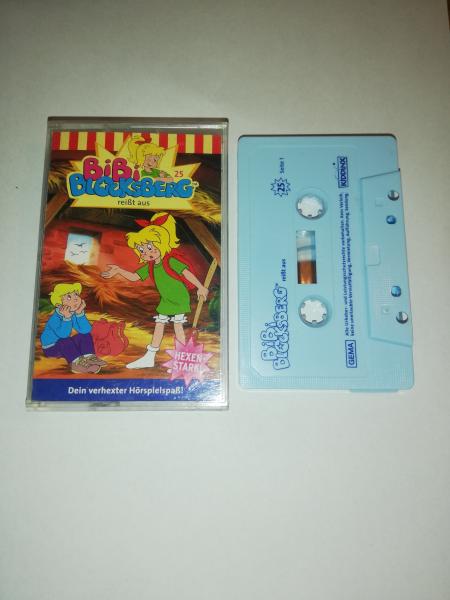 BiBi
BLOCKSBERG
25
reißt aus
HEXEN-
STARK!
Dein verhexter Hörspielspaß!
BiBi
BLOCKSBERG
reißt aus
25
Seite 1
GEMA
KIDDINX